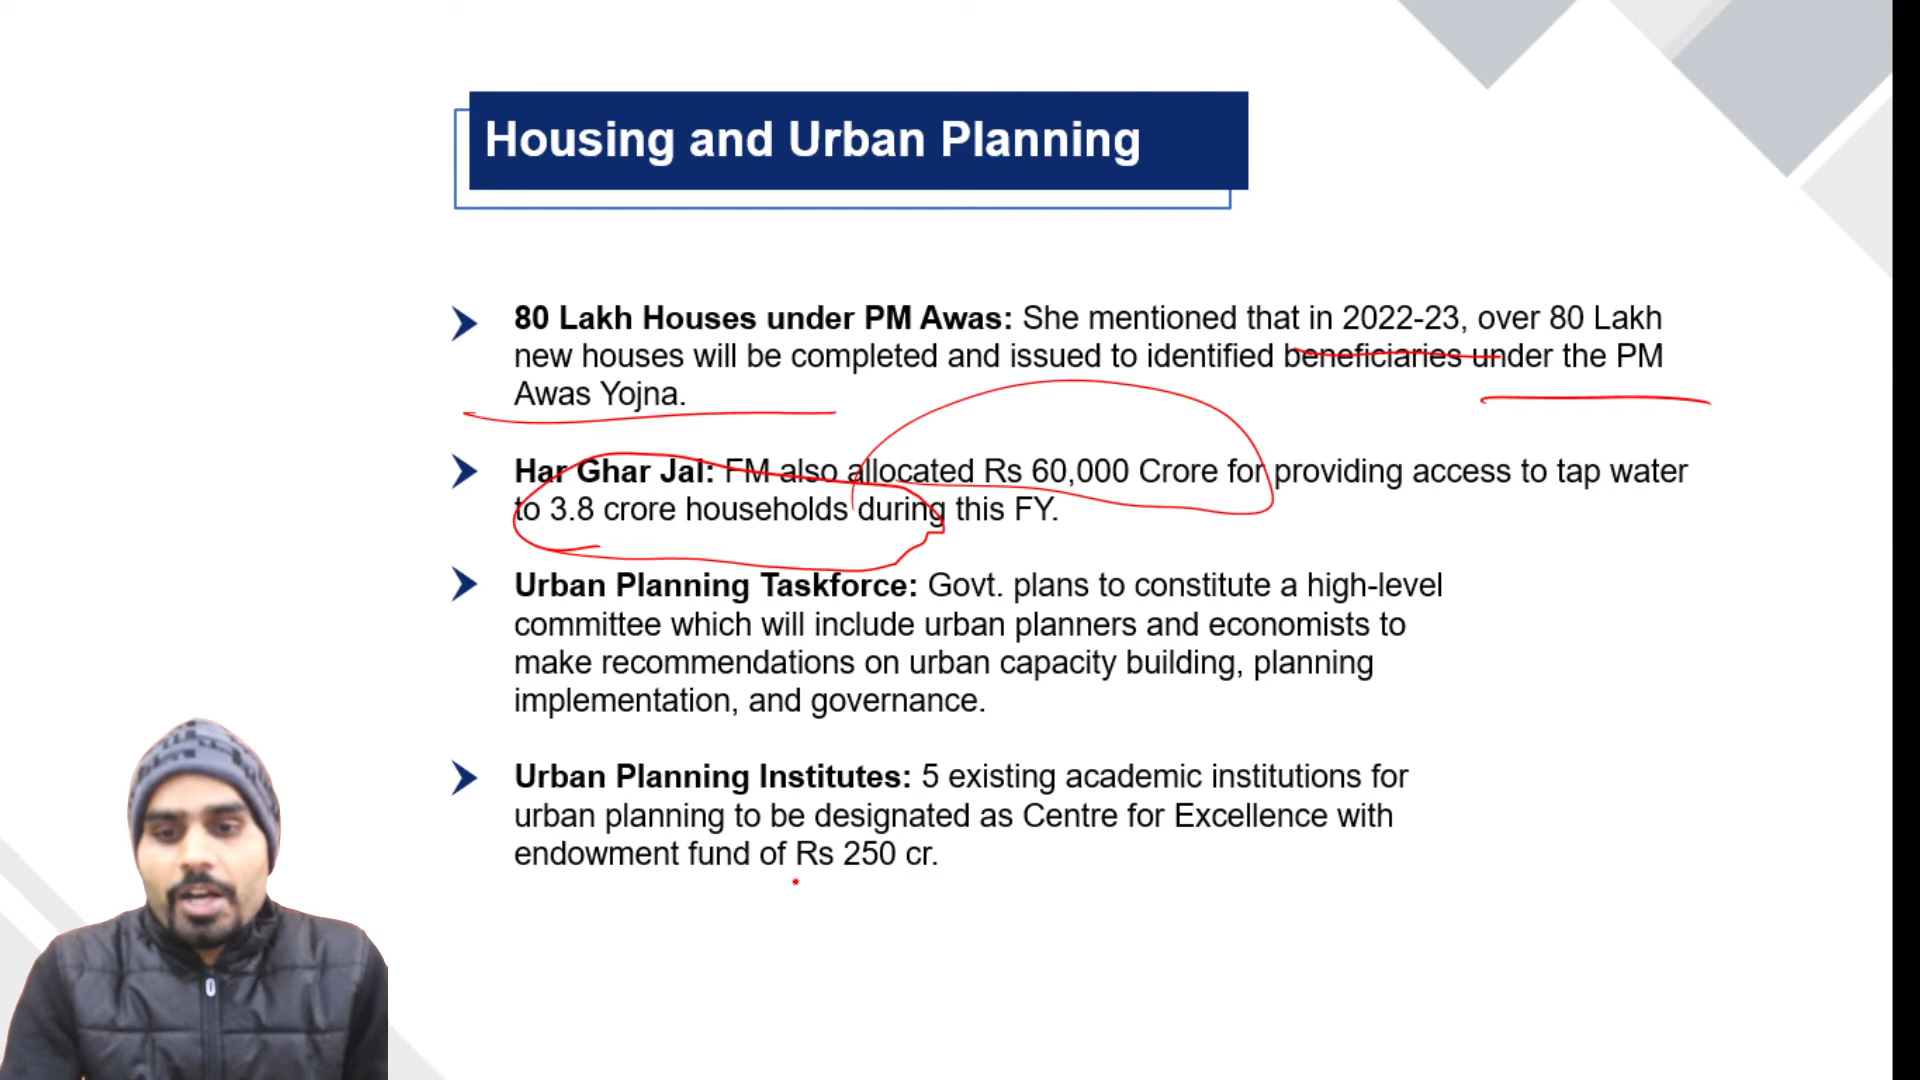 Housing and Urban Planning
80 Lakh Houses under PM Awas: She mentioned that in 2022-23, over 80 Lakh
new houses will be completed and issued to identified beneficiaries under the PM
Awas Yojna.
Har Ghar Jal: FM also allocated Rs 60,000 Crore for providing access to tap water
to 3.8 crore households during this FY.
Urban Planning Taskforce: Govt. plans to constitute a high-level
committee which will include urban planners and economists to
make recommendations on urban capacity building, planning
implementation, and governance.
Urban Planning Institutes: 5 existing academic institutions for
urban planning to be designated as Centre for Excellence with
endowment fund of Rs 250 cr.